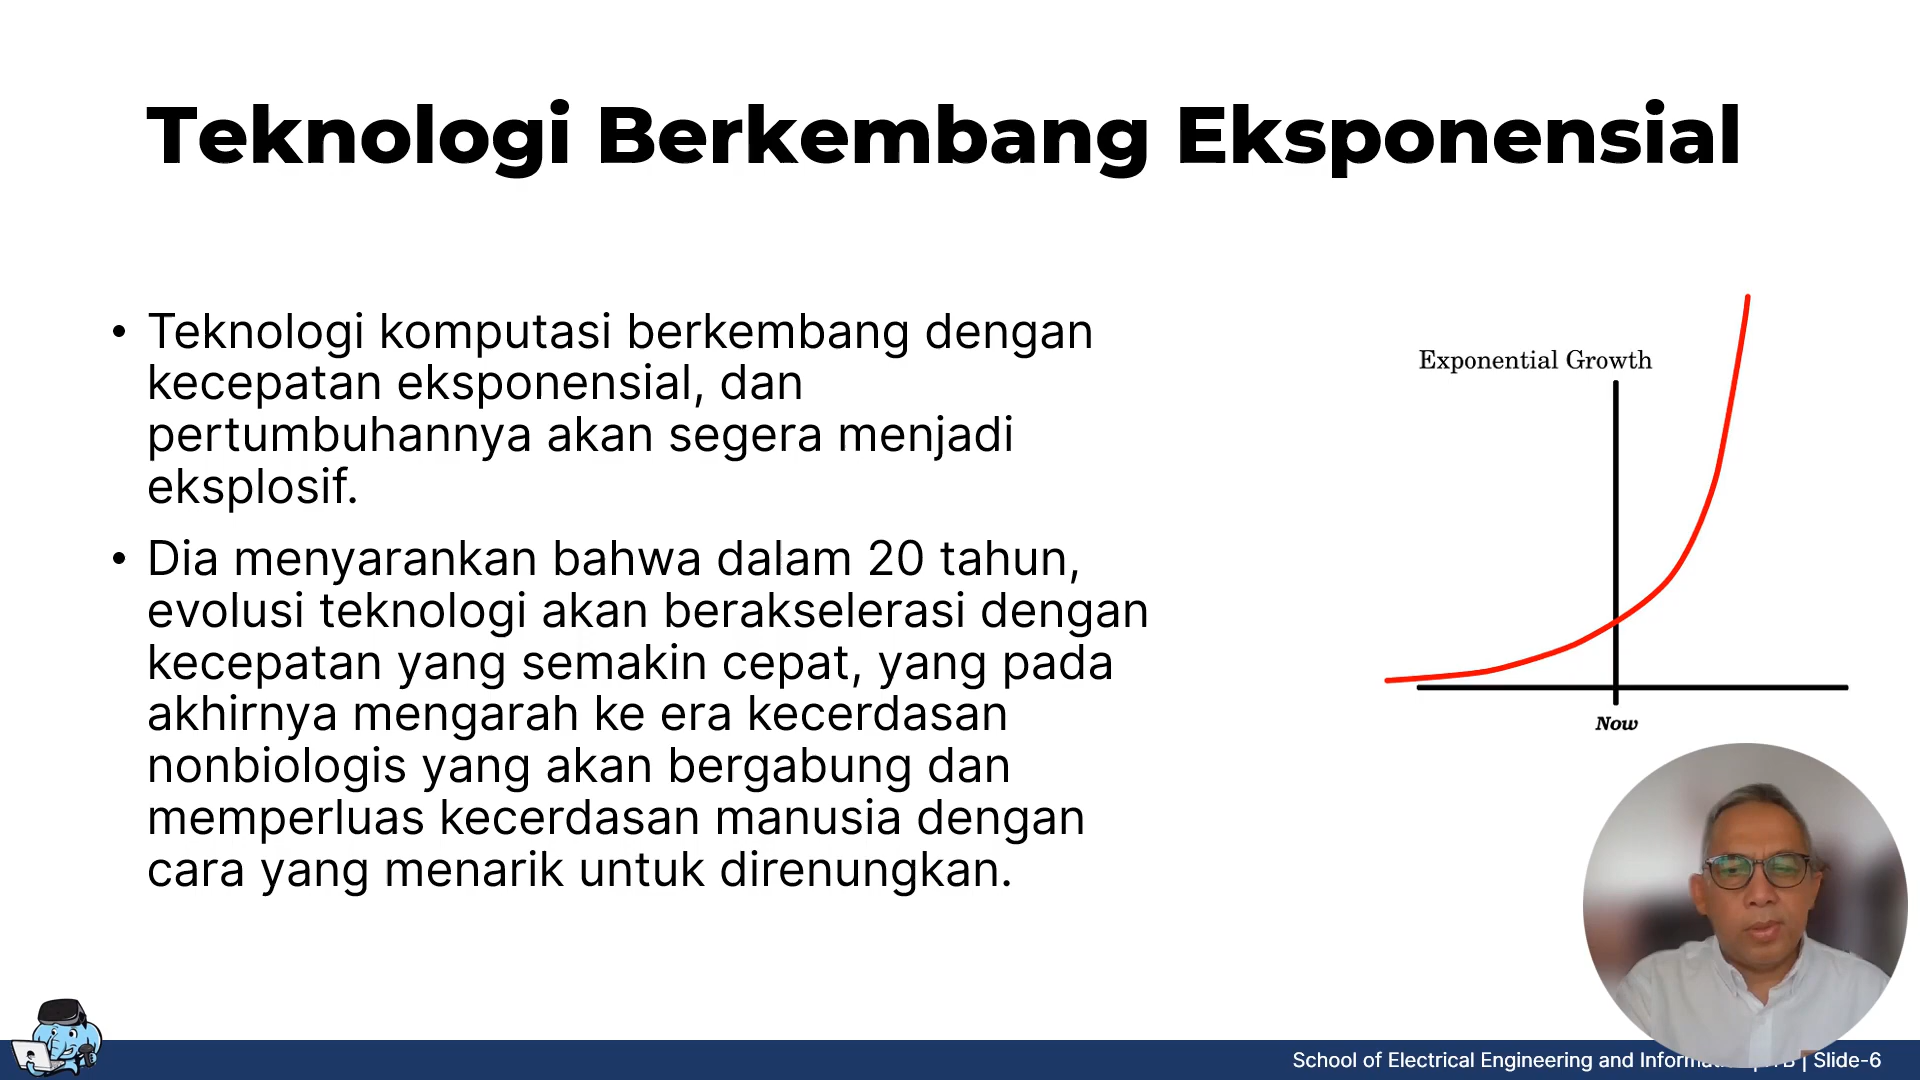 Teknologi Berkembang Eksponensial
• Teknologi komputasi berkembang dengan
kecepatan eksponensial, dan
pertumbuhannya akan segera menjadi
eksplosif.
• Dia menyarankan bahwa dalam 20 tahun,
evolusi teknologi akan berakselerasi dengan
kecepatan yang semakin cepat, yang pada
akhirnya mengarah ke era kecerdasan
nonbiologis yang akan bergabung dan
memperluas kecerdasan manusia dengan
cara yang menarik untuk direnungkan.
Exponential Growth
Now
School of Electrical Engineering and | Slide-6